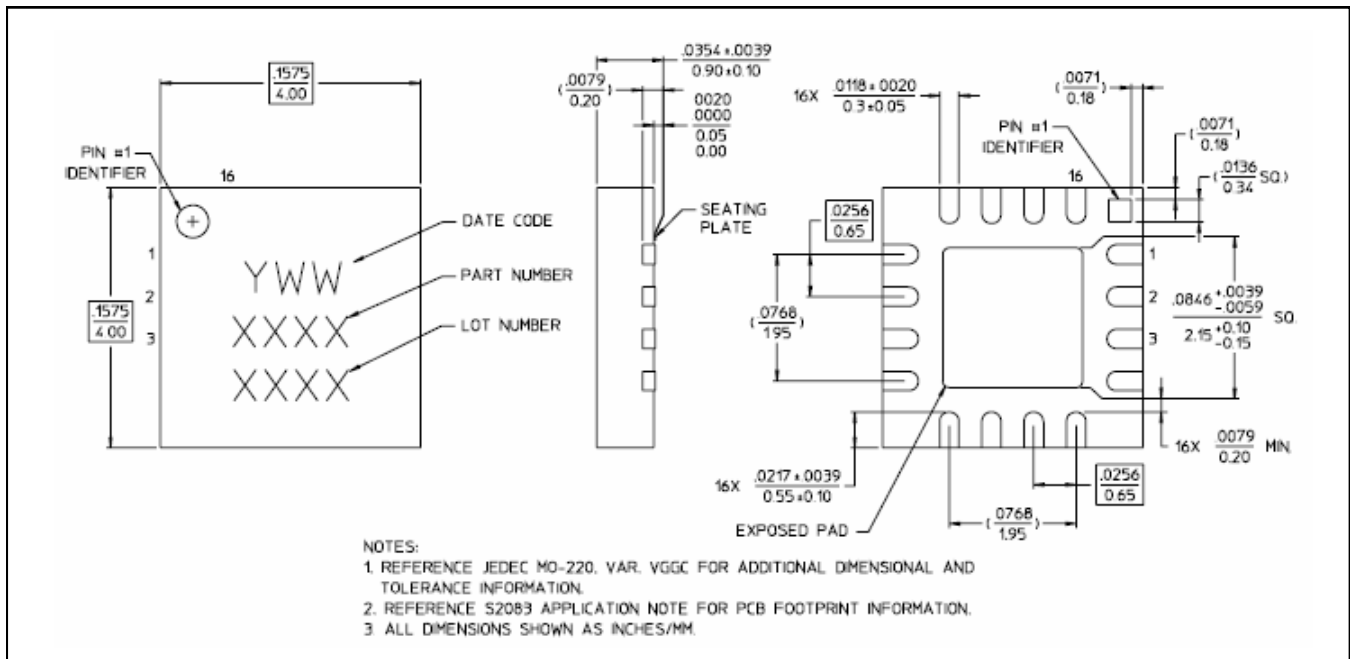 .1575
4.00
PIN #1
IDENTIFIER
16
1
2
3
.1575
4.00
YWW
XXXX
XXXX
DATE CODE
PART NUMBER
LOT NUMBER
.0354±.0039
0.90±0.10
(.0079
0.20)
0020
0000
0.05
0.00
SEATING
PLATE
16X .0118±0020
0.3±0.05
(.0071
0.18)
PIN #1
IDENTIFIER
16
(.0071
0.18)
(.0136
0.34 SQ.)
.0256
0.65
(.0768
1.95)
1
2
3
.0846 +.0039
-.0059
2.15 +0.10
-0.15
SQ.
16X .0079
0.20 MIN.
16X .0217±.0039
0.55±0.10
.0256
0.65
(.0768
1.95)
EXPOSED PAD
NOTES:
1. REFERENCE JEDEC MO-220, VAR. VGGC FOR ADDITIONAL DIMENSIONAL AND
TOLERANCE INFORMATION.
2. REFERENCE S2083 APPLICATION NOTE FOR PCB FOOTPRINT INFORMATION.
3 ALL DIMENSIONS SHOWN AS INCHES/MM.